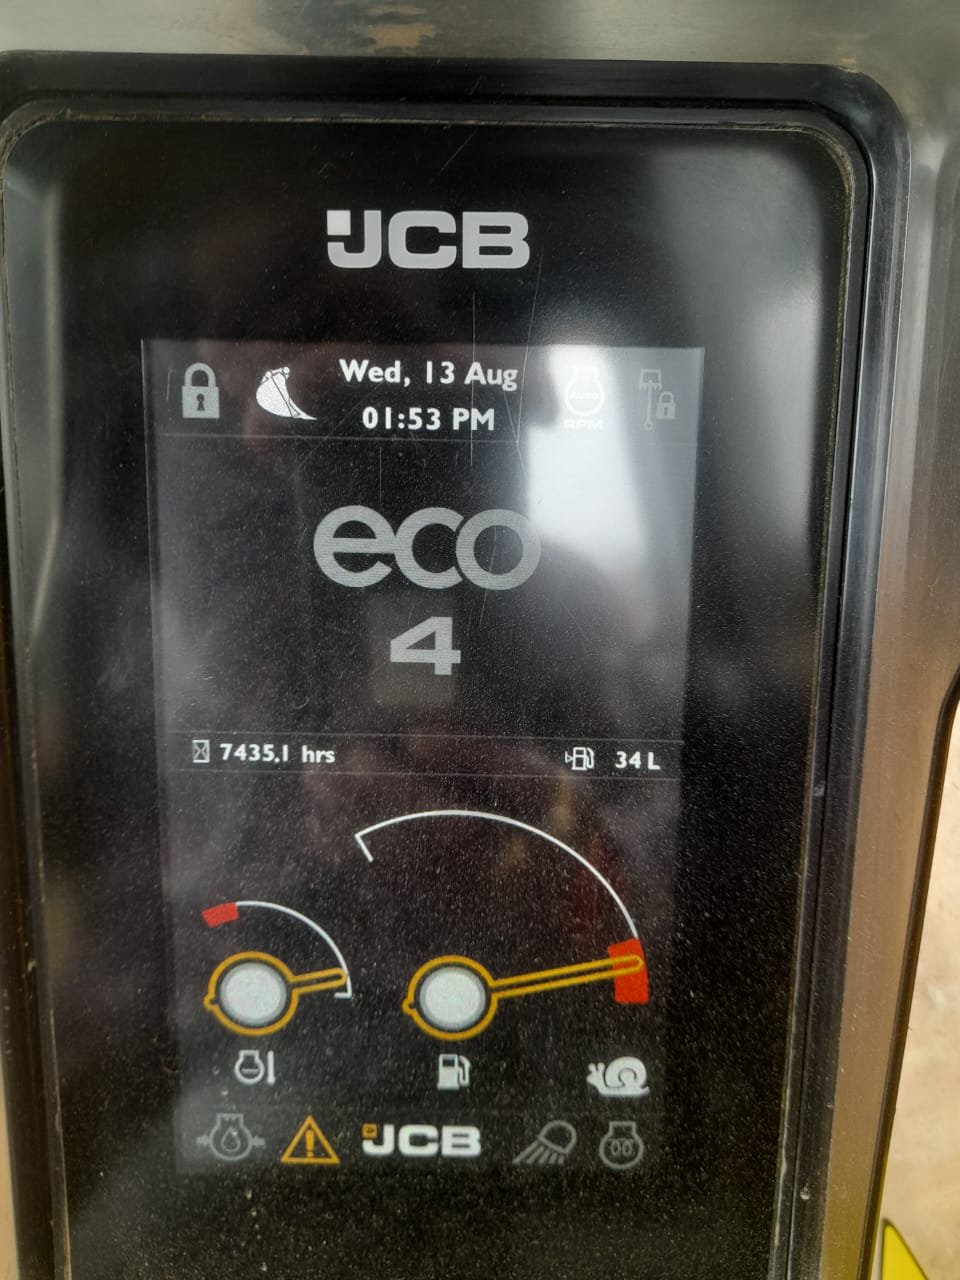 JCB
Wed, 13 Aug
01:53 PM
AUTO
RPM
eco
4
7435.1 hrs
34 L
JCB